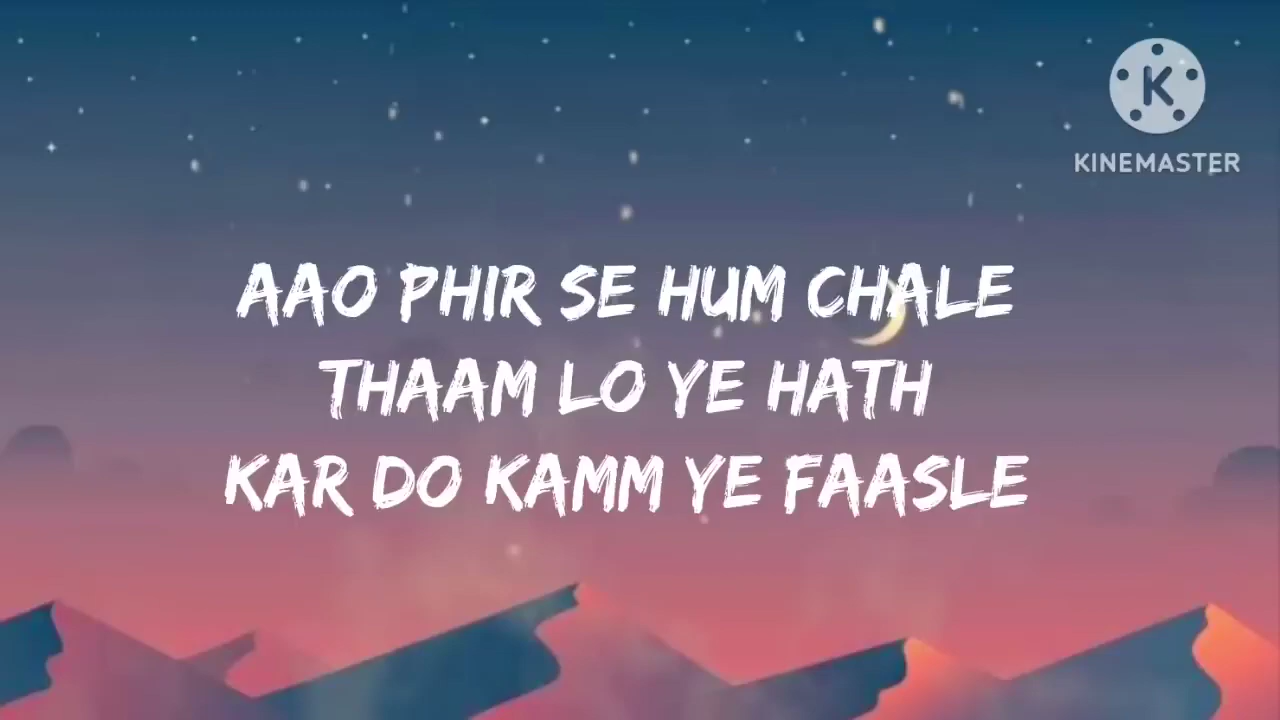 K
KINEMASTER
AAO PHIR SE HUM CHALE
THAAM LO YE HATH
KAR DO KAMM YE FAASLE